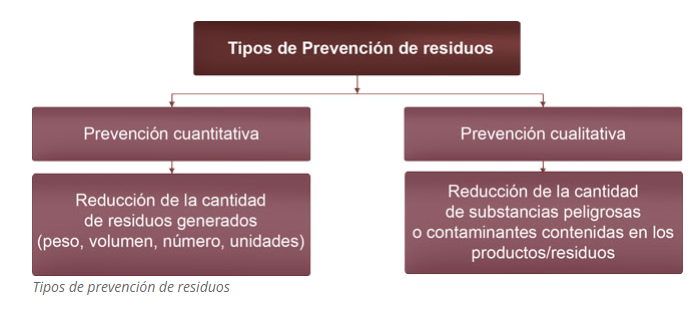 Tipos de Prevención de residuos
Prevención cuantitativa
Prevención cualitativa
Reducción de la cantidad
de residuos generados
(peso, volumen, número, unidades)
Reducción de la cantidad
de substancias peligrosas
o contaminantes contenidas en los
productos/residuos
Tipos de prevención de residuos